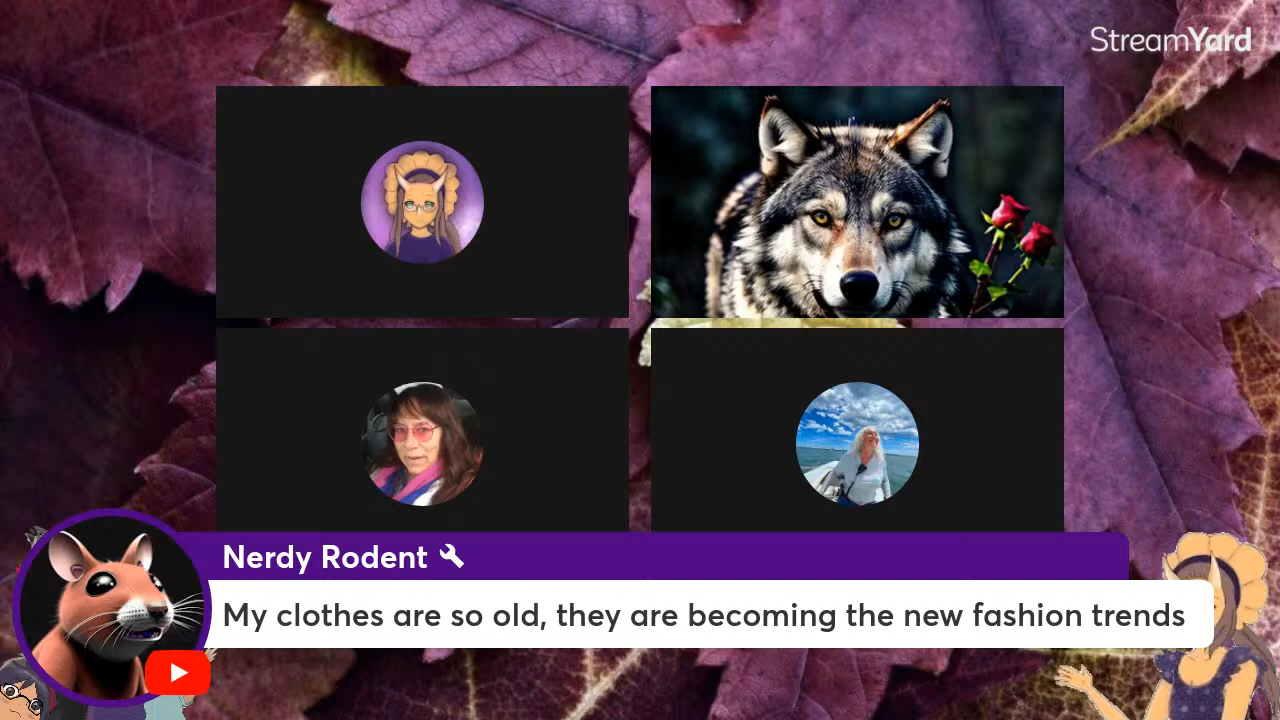 StreamYard
Nerdy Rodent
My clothes are so old, they are becoming the new fashion trends